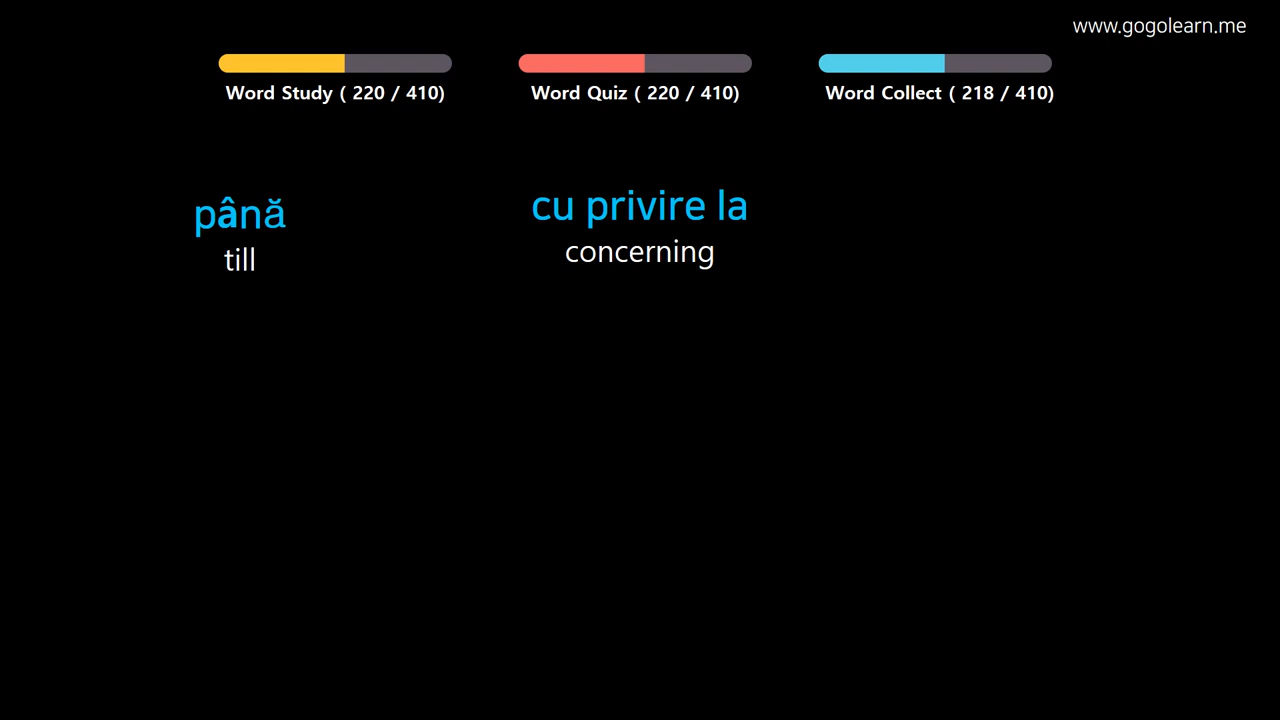 www.gogolearn.me
Word Study ( 220 / 410)
Word Quiz ( 220 / 410)
Word Collect ( 218 / 410)
până
till
cu privire la
concerning